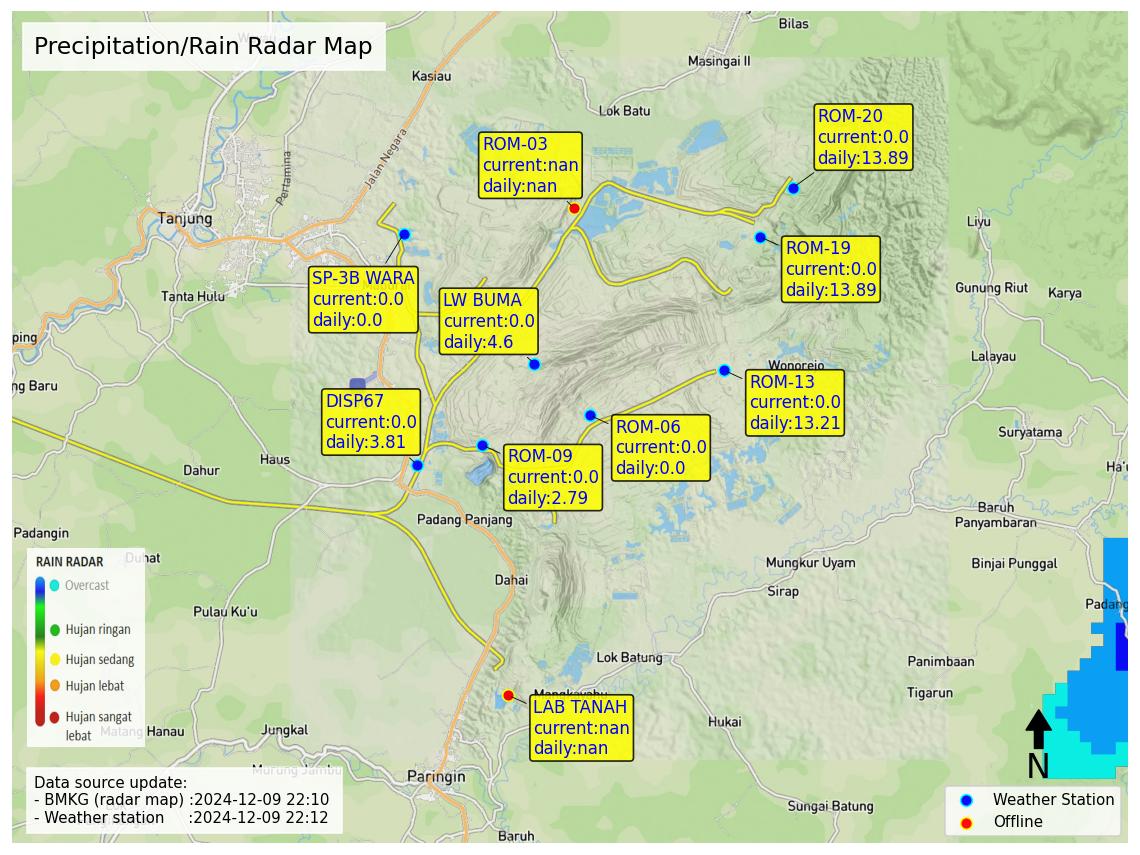 Precipitation/Rain Radar Map
Bilas
Masingai II
Kasiau
Lok Batu
Jalan Negara
Pertamina
Tanjung
Tanta Hulu
ROM-20
current:0.0
daily:13.89
ROM-03
current:nan
daily:nan
ROM-19
current:0.0
daily:13.89
SP-3B WARA
current:0.0
daily:0.0
LW BUMA
current:0.0
daily:4.6
Liyu
Gunung Riut
Karya
Lalayau
Wonorejo
ROM-13
current:0.0
daily:13.21
ping
ng Baru
DISP67
current:0.0
daily:3.81
ROM-06
current:0.0
daily:0.0
ROM-09
current:0.0
daily:2.79
Suryatama
Ha'u
Haus
Dahur
Padang Panjang
Baruh
Panyambaran
Padangin
Duhat
Binjai Punggal
Mungkur Uyam
Sirap
Dahai
Padang
Pulau Ku'u
RAIN RADAR
Overcast
Hujan ringan
Hujan sedang
Hujan lebat
Hujan sangat
lebat
Lok Batung
Panimbaan
Tigarun
Mangkayahu
LAB TANAH
current:nan
daily:nan
Hukai
Matang Hanau
Jungkal
Murung Jambu
Paringin
Sungai Batung
Baruh
N
Data source update:
- BMKG (radar map) :2024-12-09 22:10
- Weather station :2024-12-09 22:12
Weather Station
Offline